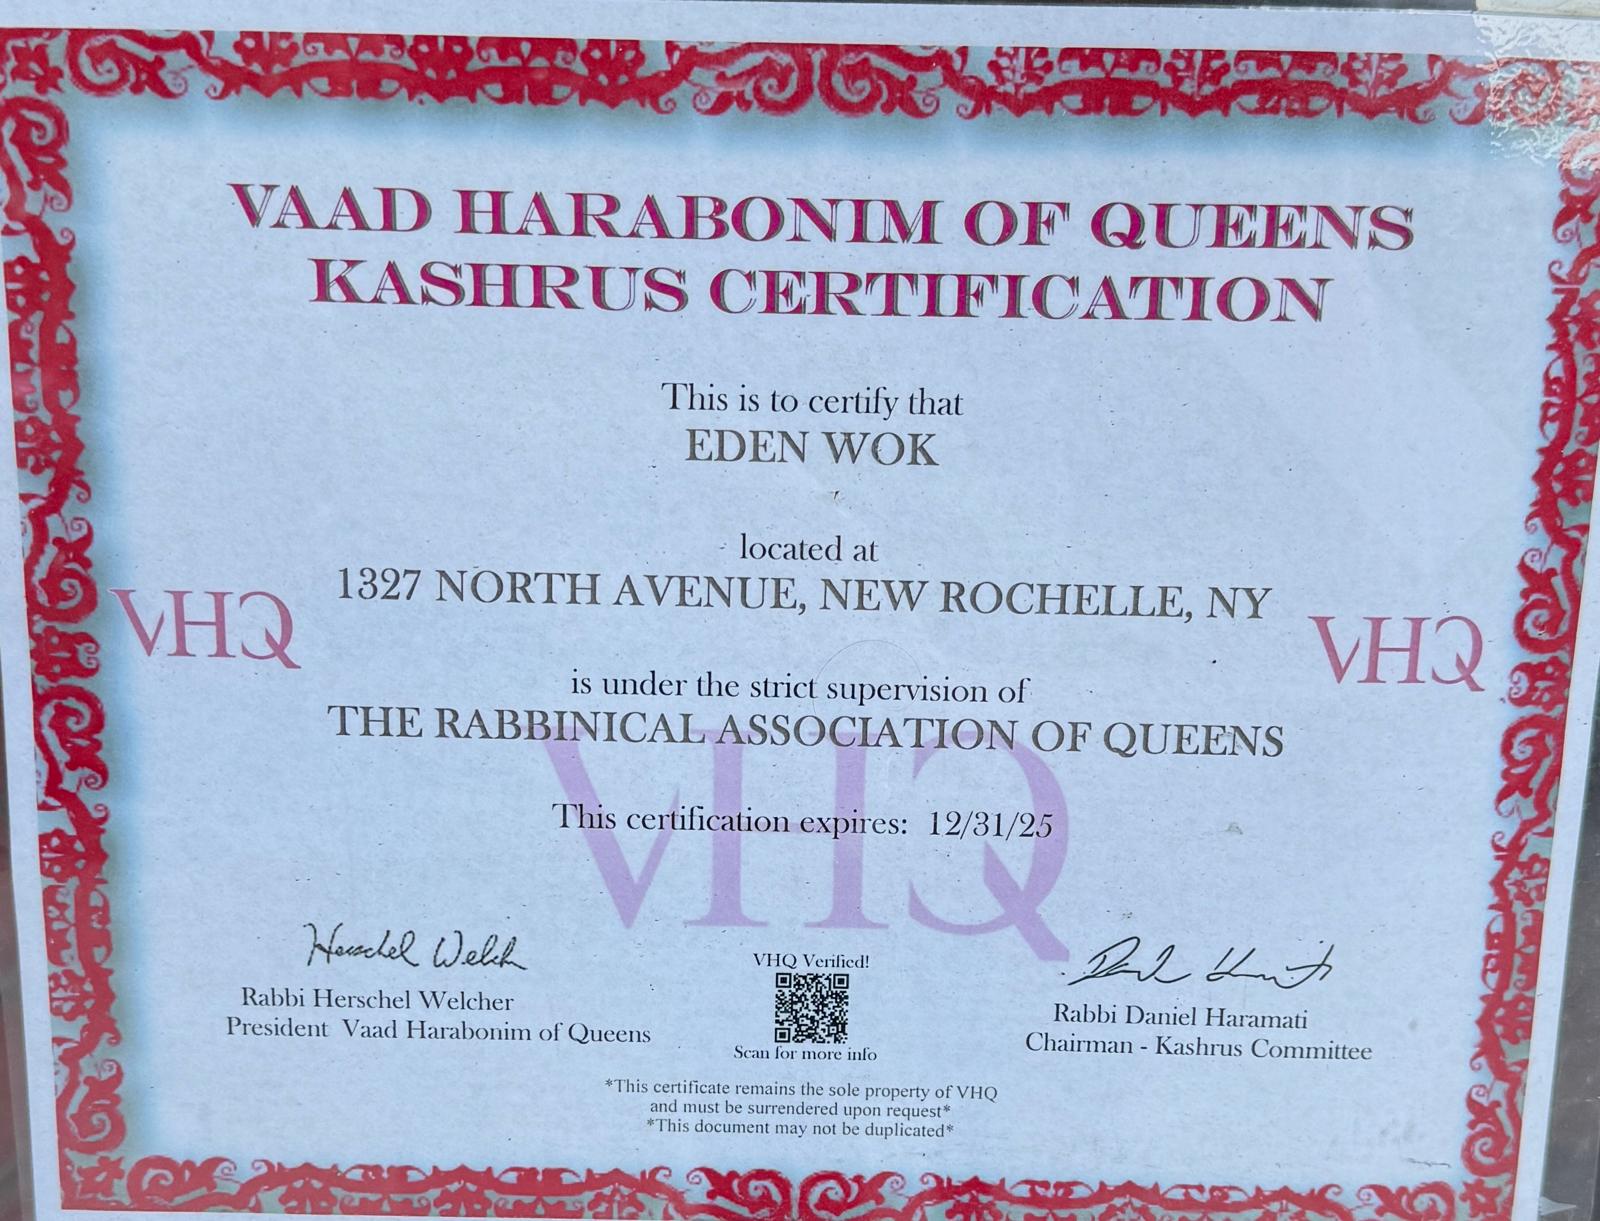 VAAD HARABONIM OF QUEENS
KASHRUS CERTIFICATION
This is to certify that
EDEN WOK
located at
1327 NORTH AVENUE, NEW ROCHELLE, NY
VHQ
VHQ
is under the strict supervision of
THE RABBINICAL ASSOCIATION OF QUEENS
VHQ
This certification expires: 12/31/25
Herschel Welcher
Rabbi Herschel Welcher
President Vaad Harabonim of Queens
VHQ Verified!
Scan for more info
Rabbi Daniel Haramati
Chairman - Kashrus Committee
*This certificate remains the sole property of VHQ
and must be surrendered upon request*
*This document may not be duplicated*